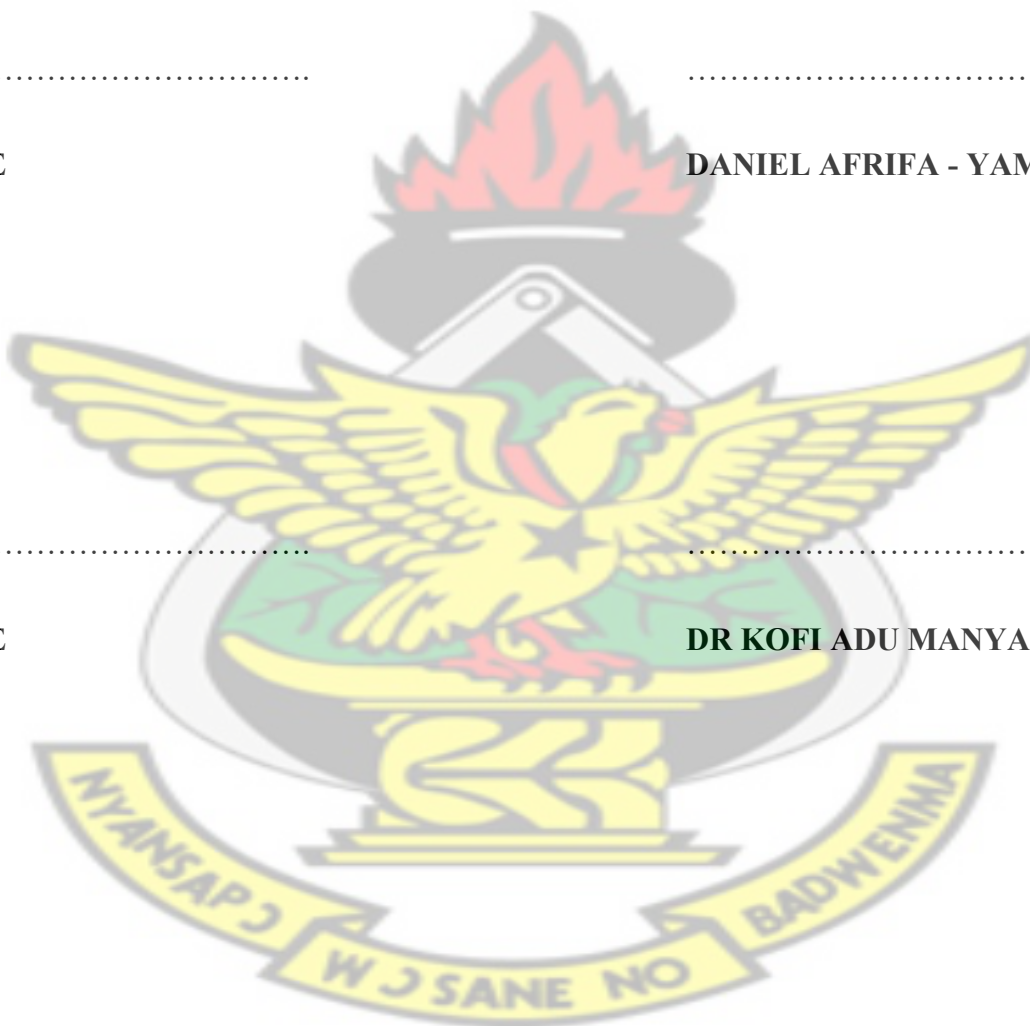 …………………………. ……………………………
E DANIEL AFRIFA - YAM
…………………………. ……………………………
E DR KOFI ADU MANYA
NYANSAPƆ
WƆSANE NO
BADWENMA